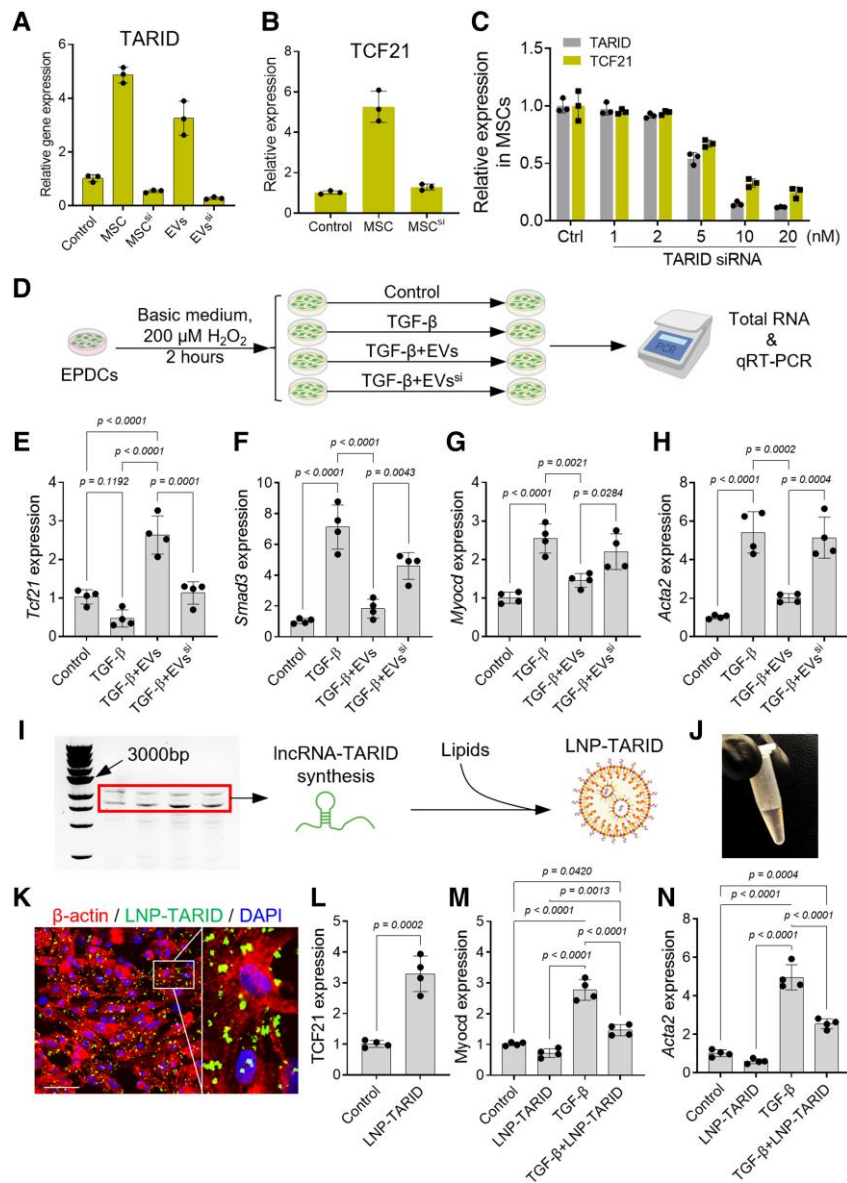 A
TARID
Relative gene expression
6
4
2
0
Control
MSC
MSC^si
EVs
EVs^si
B
TCF21
Relative expression
8
6
4
2
0
Control
MSC
MSC^si
C
TARID
TCF21
Relative expression
in MSCs
1.5
1.0
0.5
0.0
Ctrl 1 2 5 10 20 (nM)
TARID siRNA
D
EPDCs
Basic medium,
200 μM H₂O₂
2 hours
Control
TGF-β
TGF-β+EVs
TGF-β+EVs^si
PCR
Total RNA
&
qRT-PCR
E
p < 0.0001
p < 0.0001
p = 0.1192
p = 0.0001
Tcf21 expression
4
3
2
1
0
Control
TGF-β
TGF-β+EVs
TGF-β+EVs^si
F
p < 0.0001
p < 0.0001
p = 0.0043
Smad3 expression
10
8
6
4
2
0
Control
TGF-β
TGF-β+EVs
TGF-β+EVs^si
G
p = 0.0021
p < 0.0001
p = 0.0284
Myocd expression
4
3
2
1
0
Control
TGF-β
TGF-β+EVs
TGF-β+EVs^si
H
p = 0.0002
p < 0.0001
p = 0.0004
Acta2 expression
8
6
4
2
0
Control
TGF-β
TGF-β+EVs
TGF-β+EVs^si
I
3000bp
lncRNA-TARID
synthesis
Lipids
LNP-TARID
J
K
β-actin / LNP-TARID / DAPI
L
p = 0.0002
TCF21 expression
5
4
3
2
1
0
Control
LNP-TARID
M
p = 0.0420
p = 0.0013
p < 0.0001
p < 0.0001
p < 0.0001
Myocd expression
5
4
3
2
1
0
Control
LNP-TARID
TGF-β
TGF-β+LNP-TARID
N
p = 0.0004
p < 0.0001
p < 0.0001
p < 0.0001
Acta2 expression
8
6
4
2
0
Control
LNP-TARID
TGF-β
TGF-β+LNP-TARID